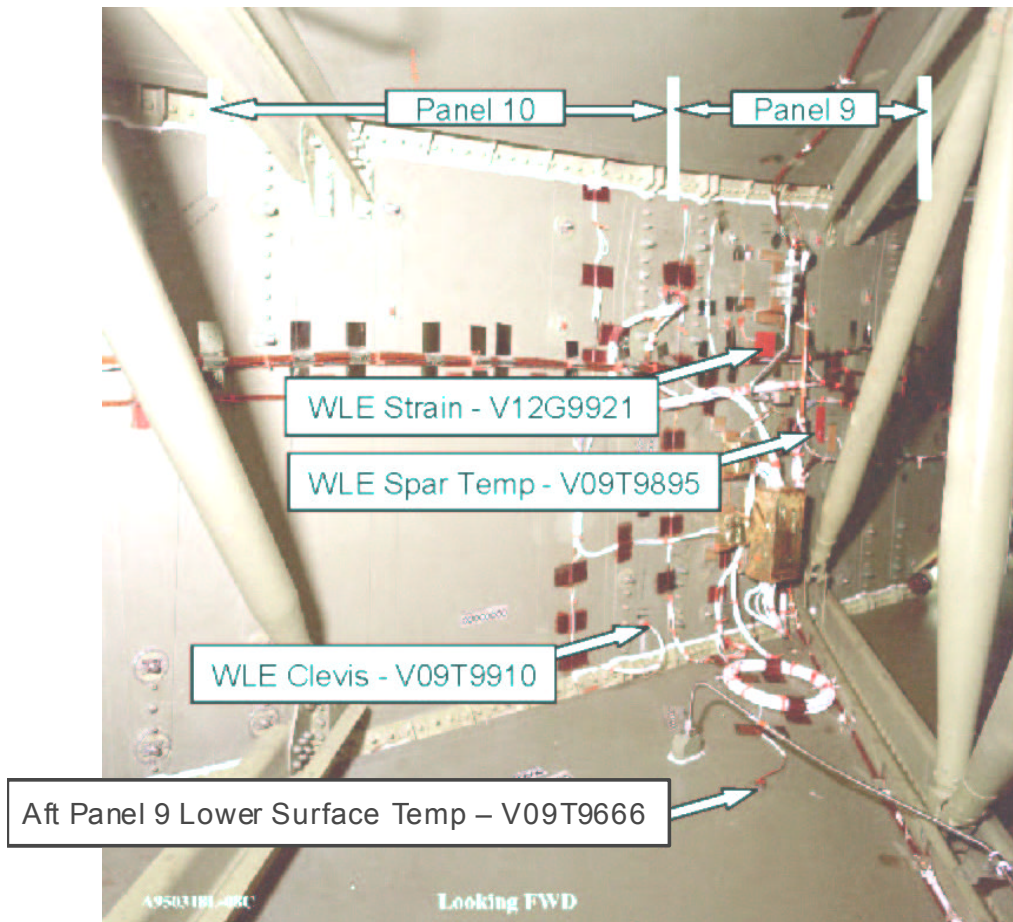 Panel 10
Panel 9
WLE Strain - V12G9921
WLE Spar Temp - V09T9895
WLE Clevis - V09T9910
Aft Panel 9 Lower Surface Temp – V09T9666
Looking FWD